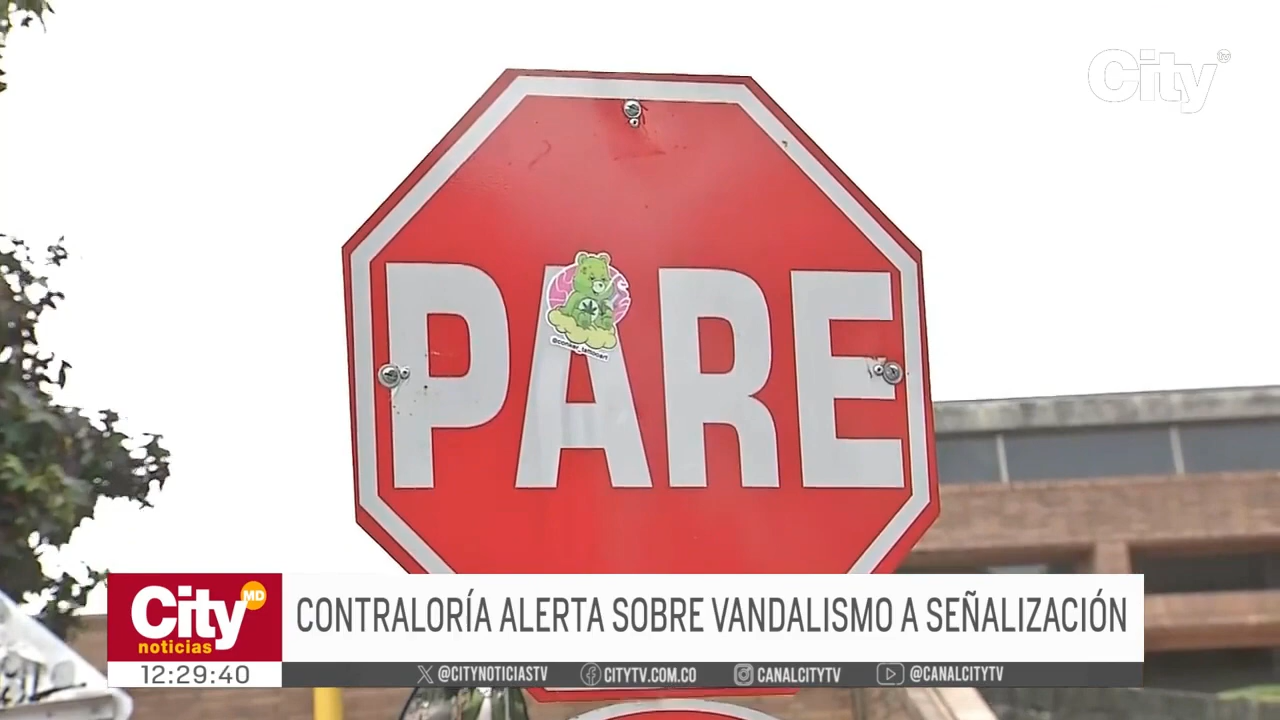 City tv
PARE
City MD
noticias
CONTRALORÍA ALERTA SOBRE VANDALISMO A SEÑALIZACIÓN
12:29:40
@CITYNOTICIASTV
CITYTV.COM.CO
CANALCITYTV
@CANALCITYTV